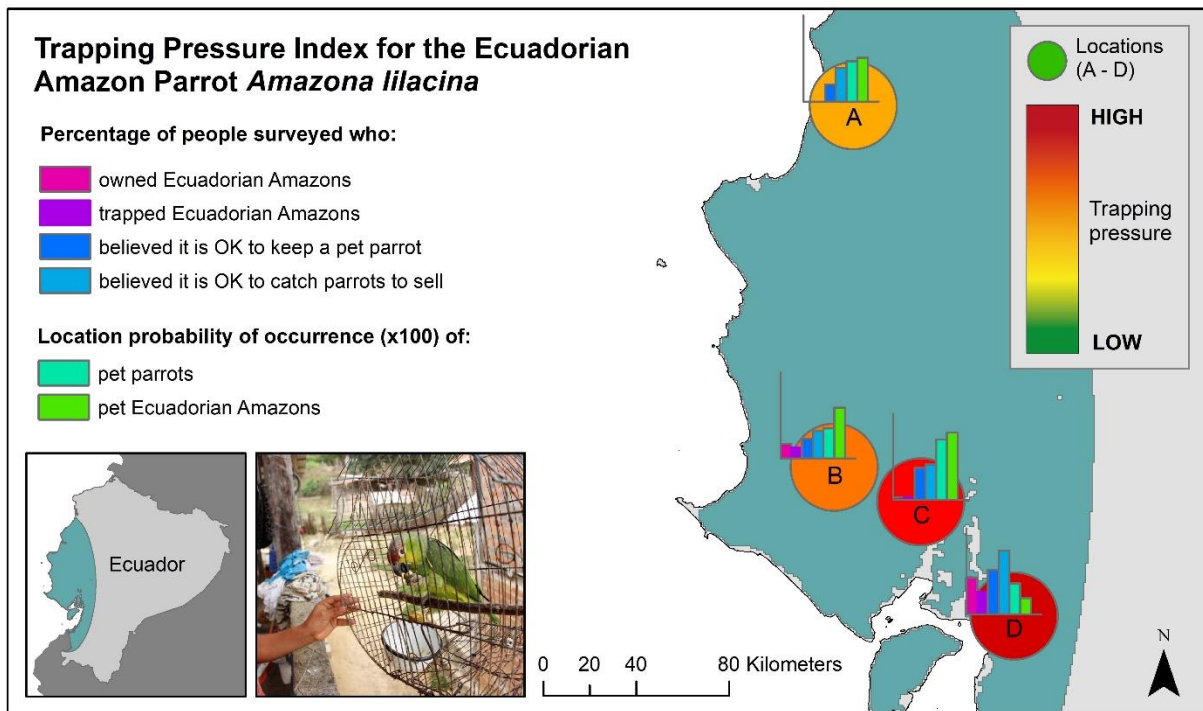 Trapping Pressure Index for the Ecuadorian
Amazon Parrot Amazona lilacina
Percentage of people surveyed who:
owned Ecuadorian Amazons
trapped Ecuadorian Amazons
believed it is OK to keep a pet parrot
believed it is OK to catch parrots to sell
Location probability of occurrence (x100) of:
pet parrots
pet Ecuadorian Amazons
Ecuador
0 20 40 80 Kilometers
A
B
C
D
Locations
(A - D)
HIGH
Trapping
pressure
LOW
N